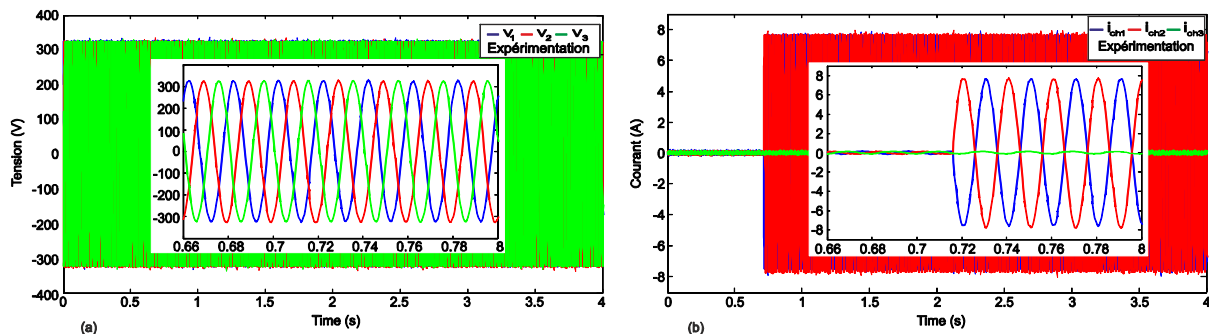 400
300
200
100
0
-100
-200
-300
-400
Tension (V)
V1 V2 V3
Expérimentation
300
200
100
0
-100
200
-300
0.66 0.68 0.70 0.72 0.74 0.76 0.78 8
0 0.5 1 1.5 2 2.5 3 3.5 4
Time (s)
(a)
8
6
4
2
0
-2
-4
-6
-8
Courant (A)
ich1 ich2 ich3
Expérimentation
8
6
4
2
0
-2
-4
-6
-8
0.66 0.68 0.7 0.72 0.74 0.76 0.78 8
0 0.5 1 1.5 2 2.5 3 3.5 4
Time (s)
(b)